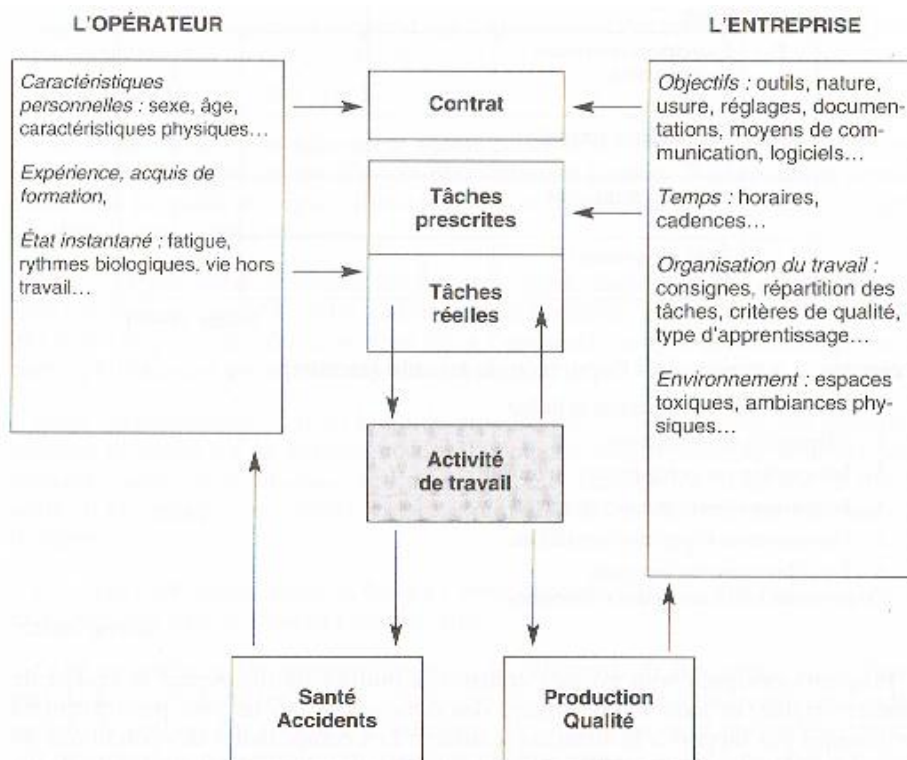 L'OPÉRATEUR
Caractéristiques
personnelles : sexe, âge,
caractéristiques physiques…
Expérience, acquis de
formation,
État instantané : fatigue,
rythmes biologiques, vie hors
travail…
Contrat
Tâches
prescrites
Tâches
réelles
Activité
de travail
Santé
Accidents
Production
Qualité
L'ENTREPRISE
Objectifs : outils, nature,
usure, réglages, documen-
tations, moyens de com-
munication, logiciels…
Temps : horaires,
cadences…
Organisation du travail :
consignes, répartition des
tâches, critères de qualité,
type d'apprentissage…
Environnement : espaces
toxiques, ambiances phy-
siques…